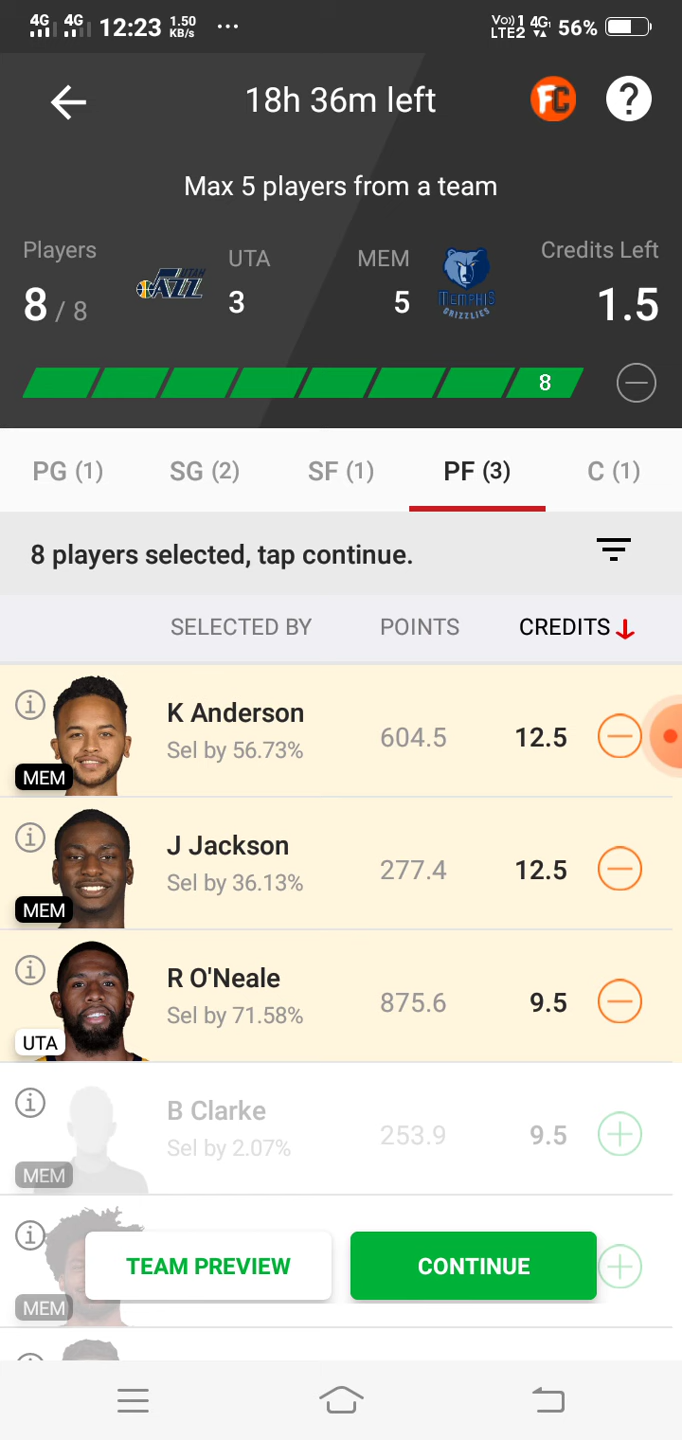 4G 4G 12:23 1.50 KB/s ... Vo)) 1 4G LTE2 56%
18h 36m left FC ?
Max 5 players from a team
Players UTA MEM Credits Left
8 / 8 UTAH JAZZ 3 5 MEMPHIS GRIZZLIES 1.5
8
PG (1) SG (2) SF (1) PF (3) C (1)
8 players selected, tap continue.
SELECTED BY POINTS CREDITS
K Anderson
Sel by 56.73% 604.5 12.5
MEM
J Jackson
Sel by 36.13% 277.4 12.5
MEM
R O'Neale
Sel by 71.58% 875.6 9.5
UTA
B Clarke
Sel by 2.07% 253.9 9.5
MEM
TEAM PREVIEW CONTINUE
MEM